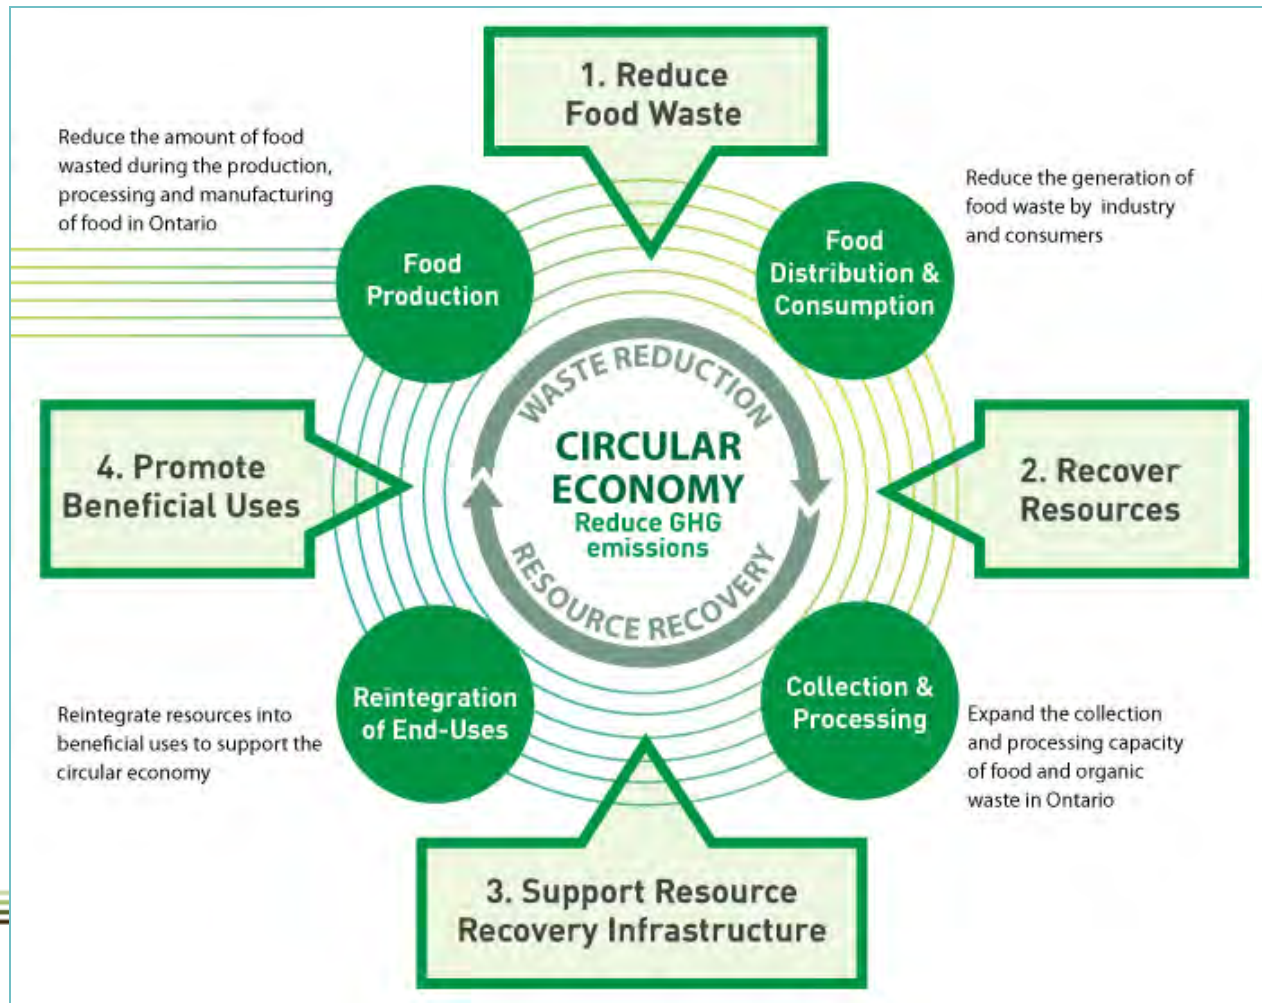 1. Reduce
Food Waste
Reduce the amount of food
wasted during the production,
processing and manufacturing
of food in Ontario
Reduce the generation of
food waste by industry
and consumers
Food
Production
Food
Distribution &
Consumption
WASTE REDUCTION
CIRCULAR
ECONOMY
Reduce GHG
emissions
RESOURCE RECOVERY
4. Promote
Beneficial Uses
2. Recover
Resources
Reintegration
of End-Uses
Collection &
Processing
Reintegrate resources into
beneficial uses to support the
circular economy
Expand the collection
and processing capacity
of food and organic
waste in Ontario
3. Support Resource
Recovery Infrastructure